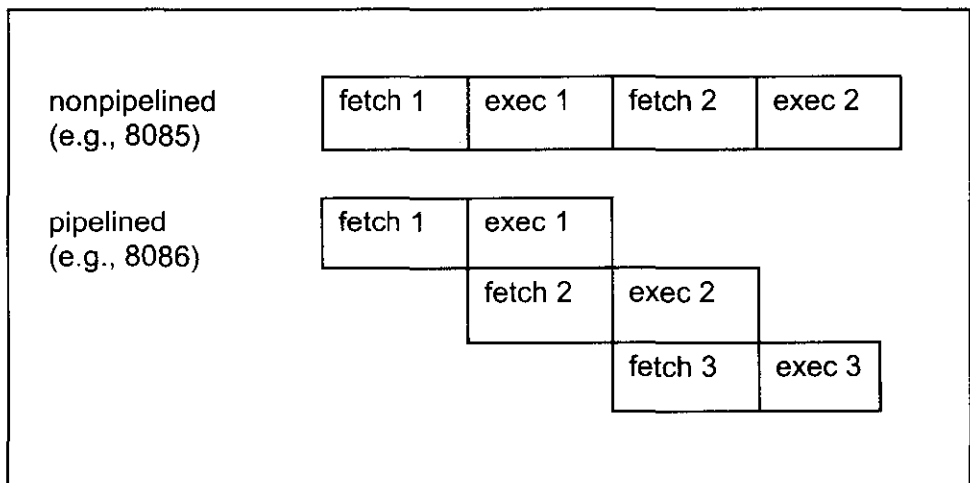 nonpipelined
(e.g., 8085)
fetch 1
exec 1
fetch 2
exec 2
pipelined
(e.g., 8086)
fetch 1
exec 1
fetch 2
exec 2
fetch 3
exec 3